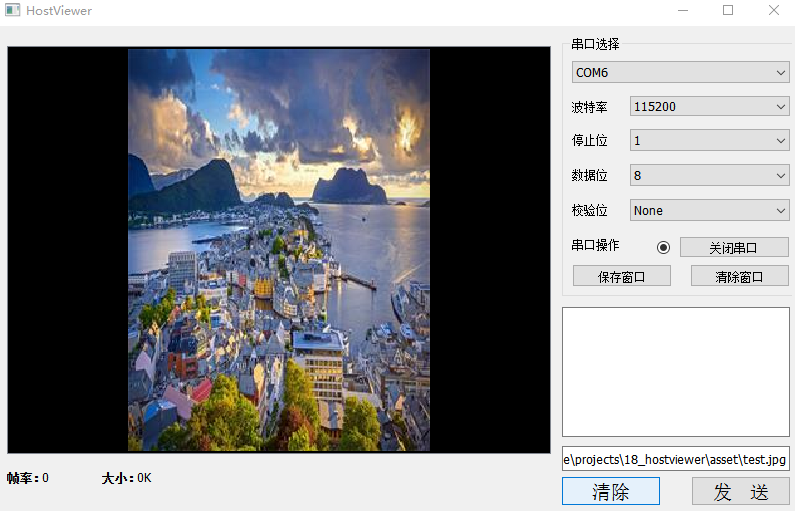 HostViewer
串口选择
COM6
波特率 115200
停止位 1
数据位 8
校验位 None
串口操作 关闭串口
保存窗口 清除窗口
e\projects\18_hostviewer\asset\test.jpg
帧率:0 大小:0K
清除 发 送